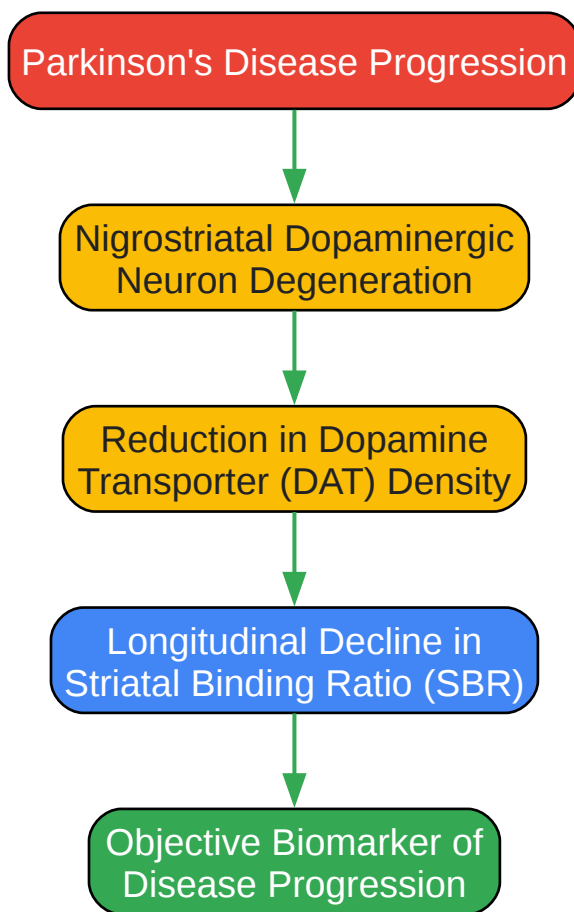 Parkinson's Disease Progression
Nigrostriatal Dopaminergic
Neuron Degeneration
Reduction in Dopamine
Transporter (DAT) Density
Longitudinal Decline in
Striatal Binding Ratio (SBR)
Objective Biomarker of
Disease Progression